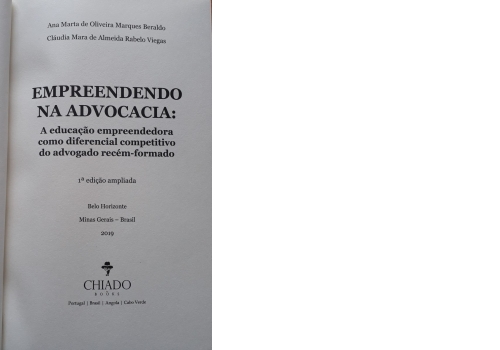 Ana Marta de Oliveira Marques Beraldo
Cláudia Mara de Almeida Rabelo Viegas
EMPREENDENDO
NA ADVOCACIA:
A educação empreendedora
como diferencial competitivo
do advogado recém-formado
1ª edição ampliada
Belo Horizonte
Minas Gerais – Brasil
2019
CHIADO
BOOKS
Portugal | Brasil | Angola | Cabo Verde